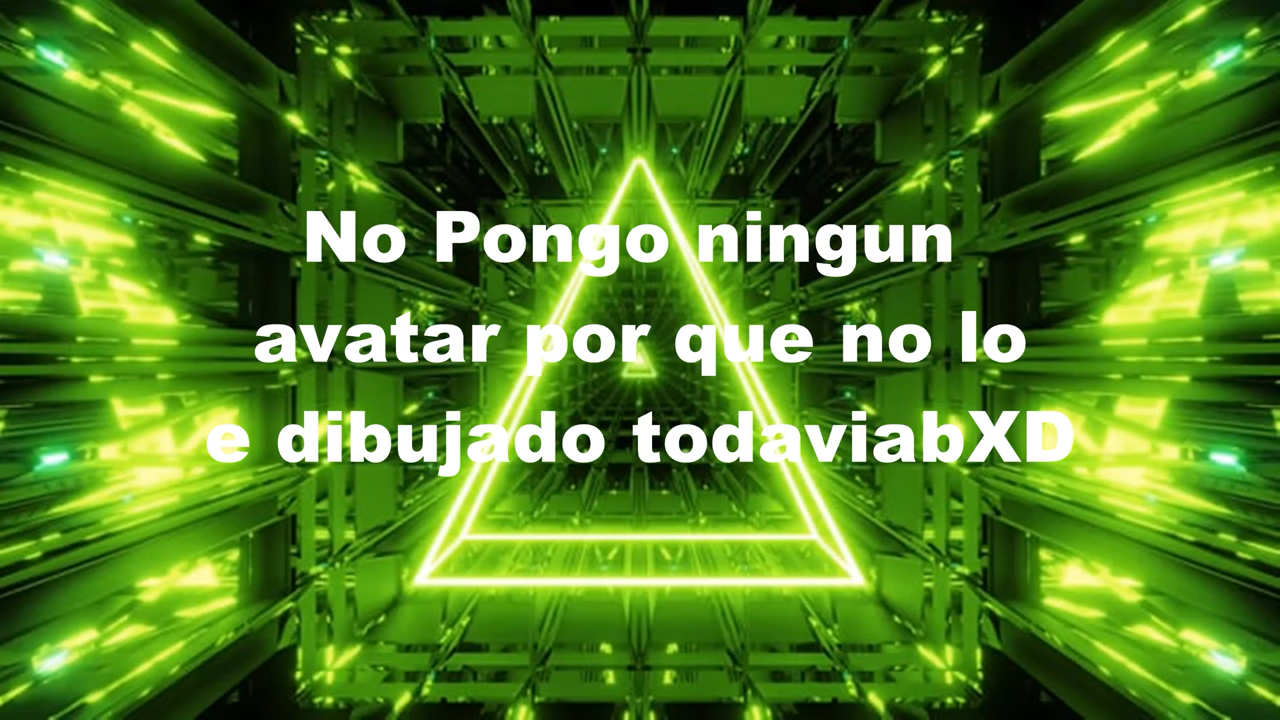 No Pongo ningun
avatar por que no lo
e dibujado todaviabXD